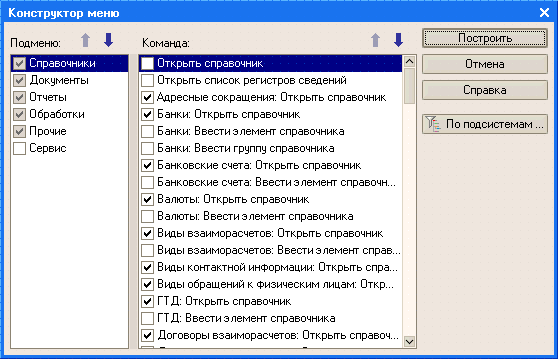 Конструктор меню
Подменю:
Справочники
Документы
Отчеты
Обработки
Прочие
Сервис
Команда:
Открыть справочник
Открыть список регистров сведений
Адресные сокращения: Открыть справочник
Банки: Открыть справочник
Банки: Ввести элемент справочника
Банки: Ввести группу справочника
Банковские счета: Открыть справочник
Банковские счета: Ввести элемент справочн...
Валюты: Открыть справочник
Валюты: Ввести элемент справочника
Виды взаиморасчетов: Открыть справочник
Виды взаиморасчетов: Ввести элемент справ...
Виды контактной информации: Открыть спра...
Виды обращений к физическим лицам: Откр...
ГТД: Открыть справочник
ГТД: Ввести элемент справочника
Договоры взаиморасчетов: Открыть справоч...
Построить
Отмена
Справка
По подсистемам ...